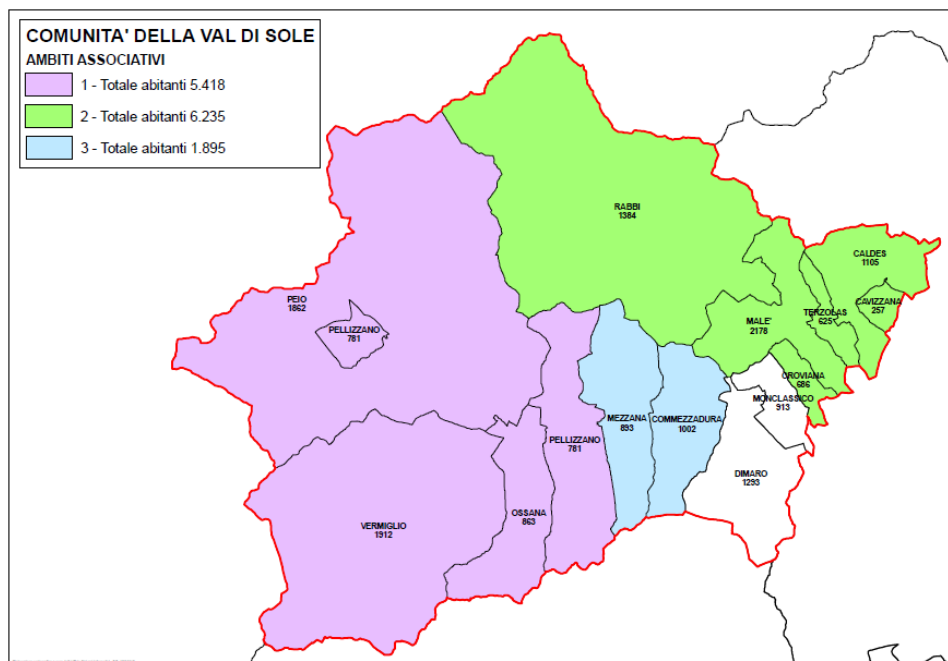 COMUNITA' DELLA VAL DI SOLE
AMBITI ASSOCIATIVI
1 - Totale abitanti 5.418
2 - Totale abitanti 6.235
3 - Totale abitanti 1.895
RABBI
1384
CALDES
1105
PEIO
1862
CAVIZZANA
257
TERZOLAS
625
MALE'
2178
PELLIZZANO
781
CROVIANA
686
MONCLASSICO
913
MEZZANA
893
COMMEZZADURA
1002
PELLIZZANO
781
DIMARO
1293
OSSANA
863
VERMIGLIO
1912